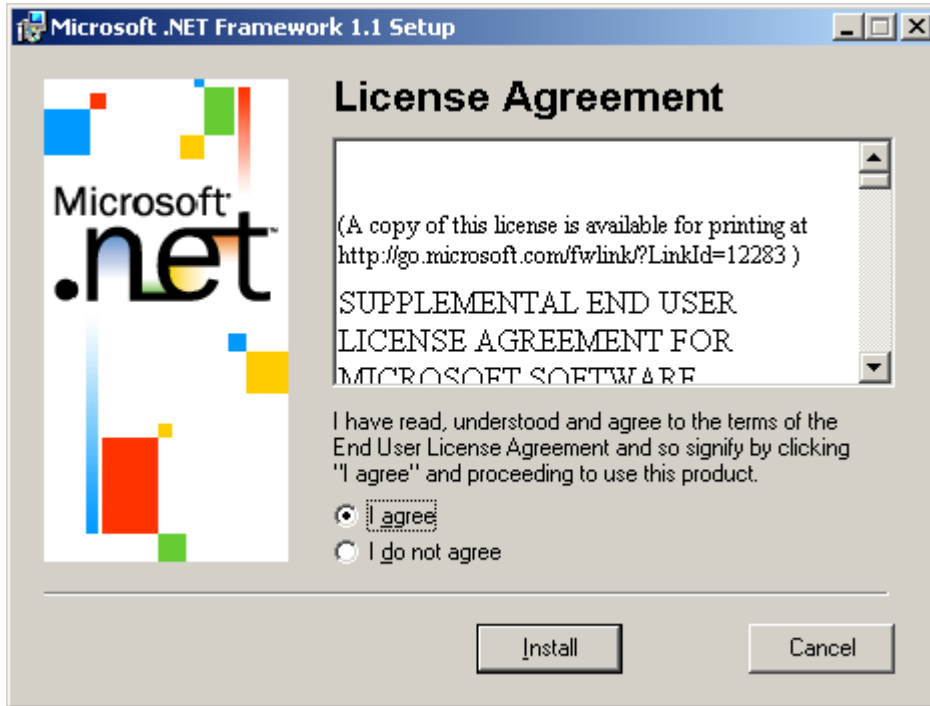 Microsoft .NET Framework 1.1 Setup
License Agreement
Microsoft
.net
(A copy of this license is available for printing at
http://go.microsoft.com/fwlink/?LinkId=12283 )
SUPPLEMENTAL END USER
LICENSE AGREEMENT FOR
MICROSOFT SOFTWARE
I have read, understood and agree to the terms of the
End User License Agreement and so signify by clicking
"I agree" and proceeding to use this product.
I agree
I do not agree
Install
Cancel